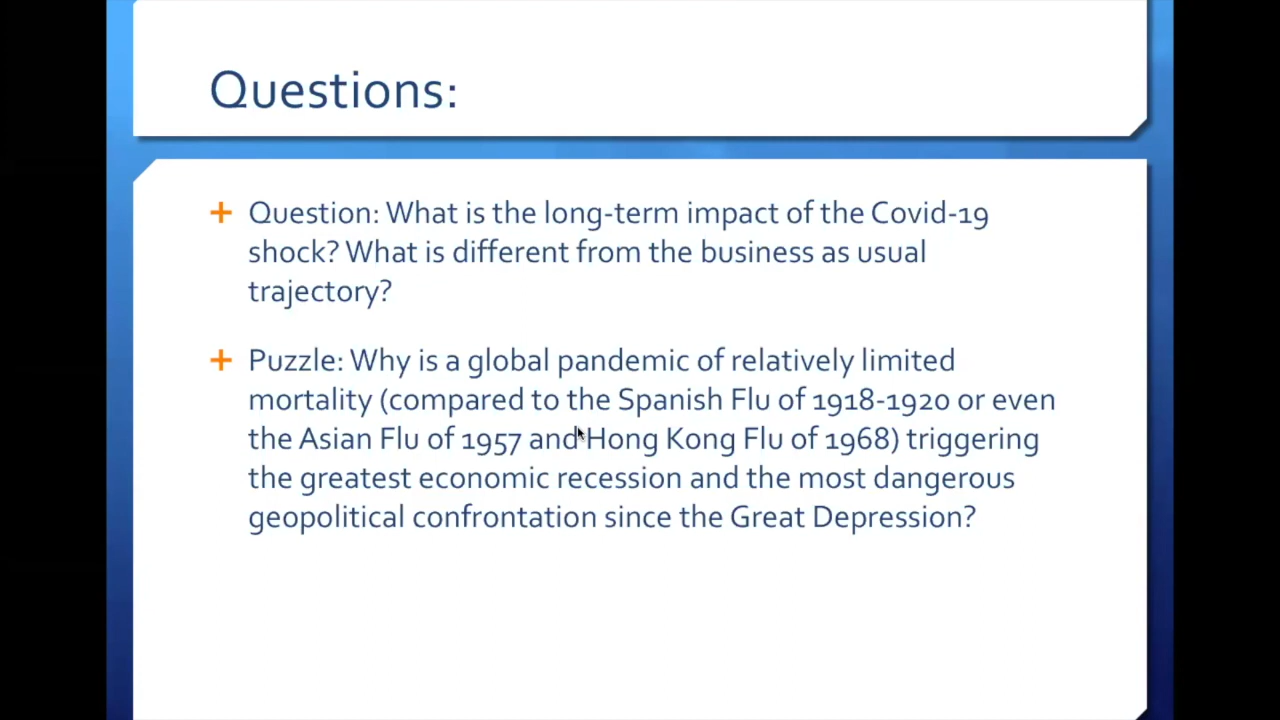 Questions:
Question: What is the long-term impact of the Covid-19
shock? What is different from the business as usual
trajectory?
Puzzle: Why is a global pandemic of relatively limited
mortality (compared to the Spanish Flu of 1918-1920 or even
the Asian Flu of 1957 and Hong Kong Flu of 1968) triggering
the greatest economic recession and the most dangerous
geopolitical confrontation since the Great Depression?